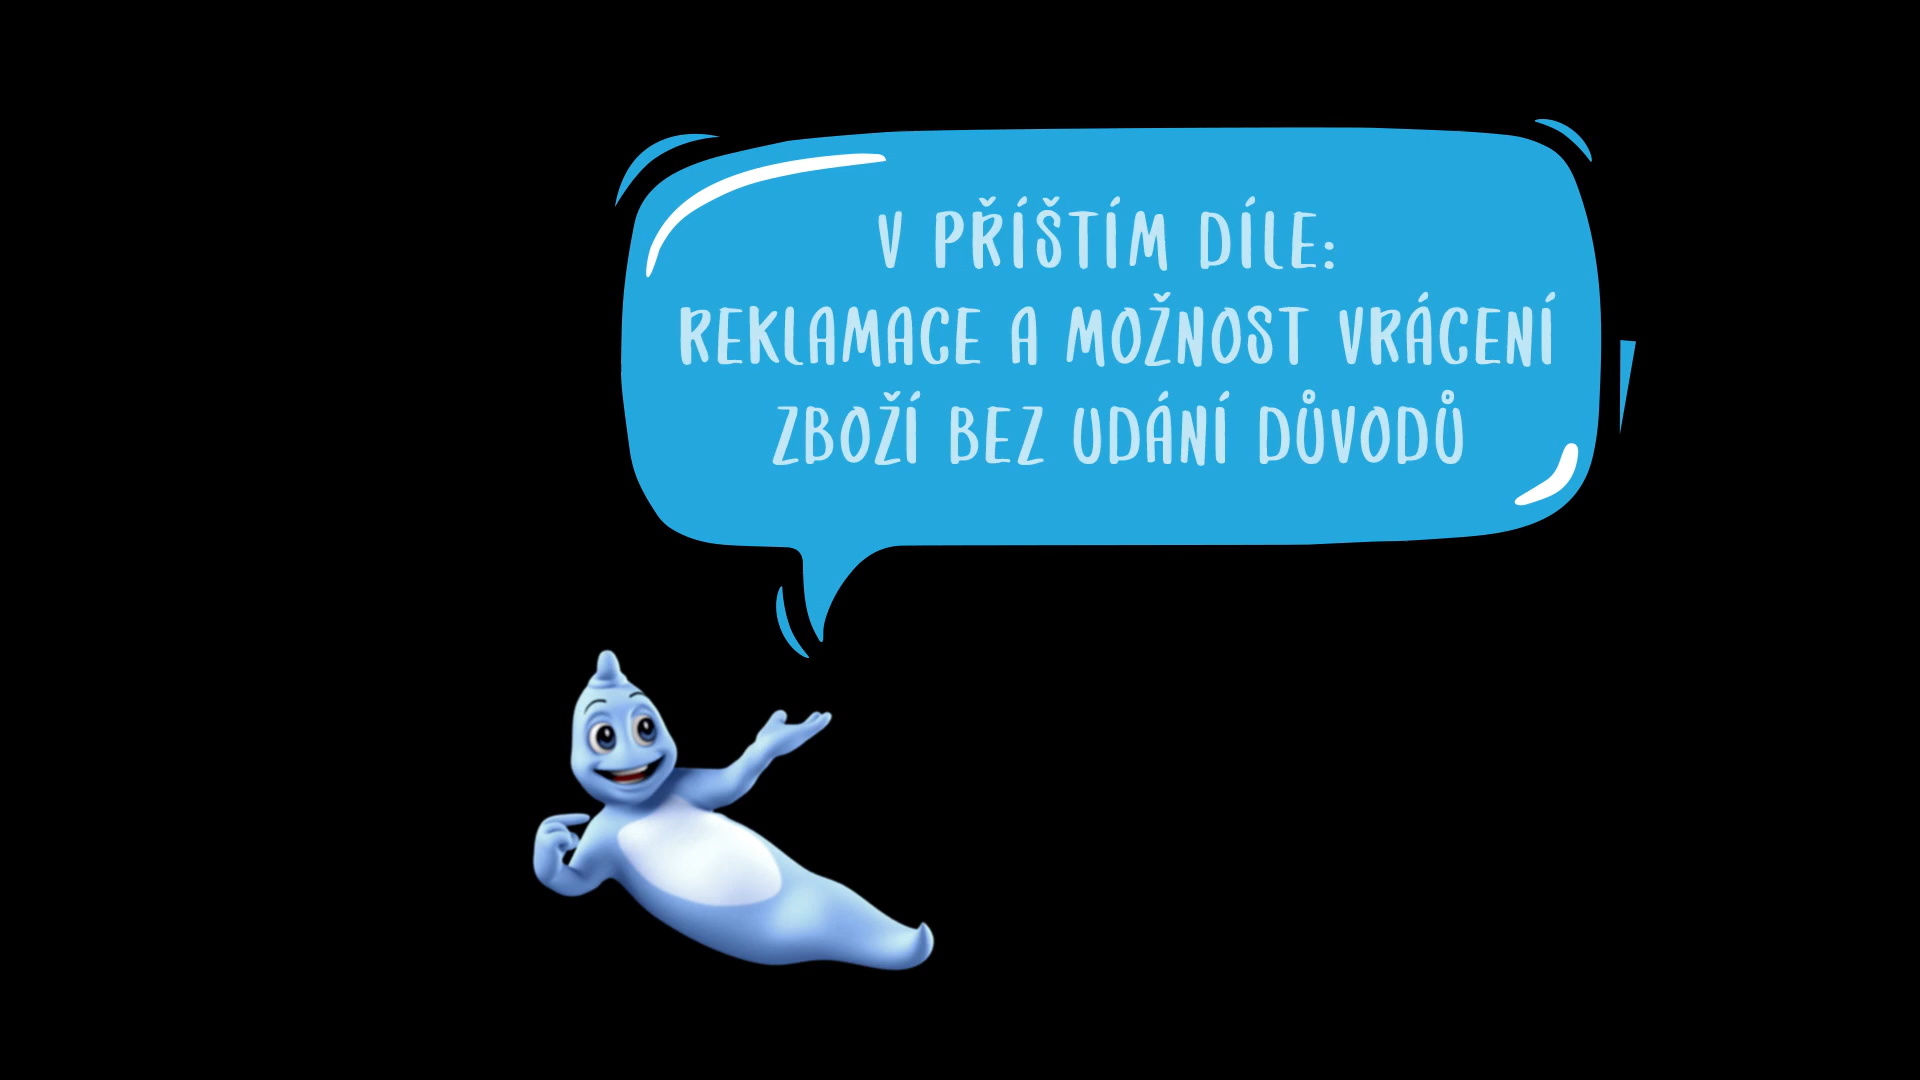 V PŘÍŠTÍM DÍLE:
REKLAMACE A MOŽNOST VRÁCENÍ
ZBOŽÍ BEZ UDÁNÍ DŮVODŮ